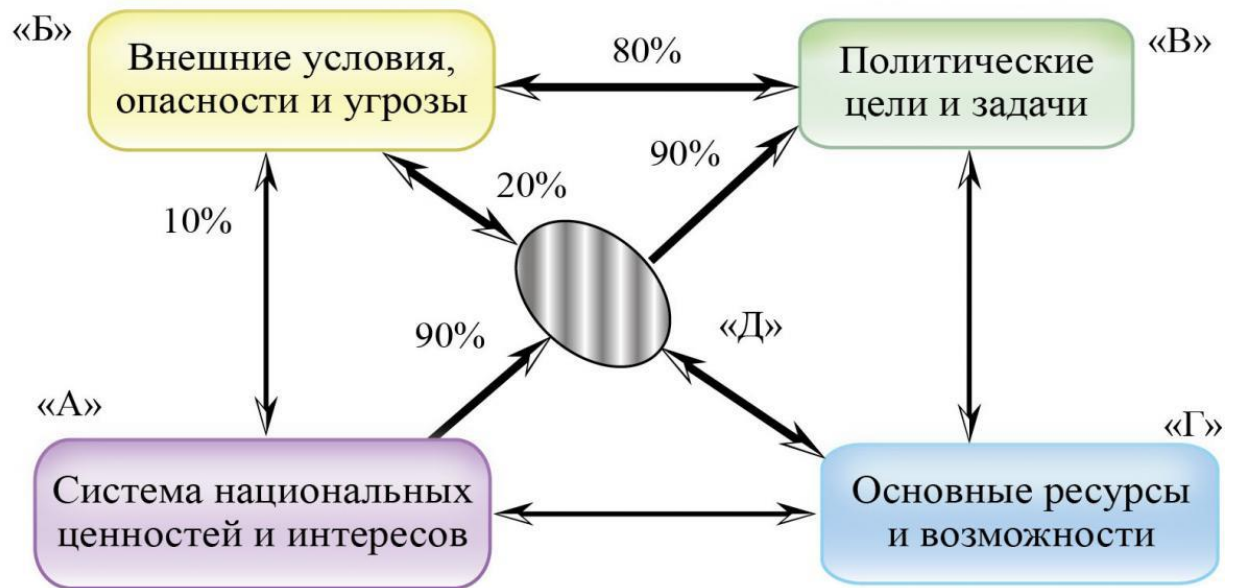 «Б»
Внешние условия,
опасности и угрозы
80%
Политические
цели и задачи
«В»
90%
20%
10%
90%
«Д»
«А»
Система национальных
ценностей и интересов
«Г»
Основные ресурсы
и возможности